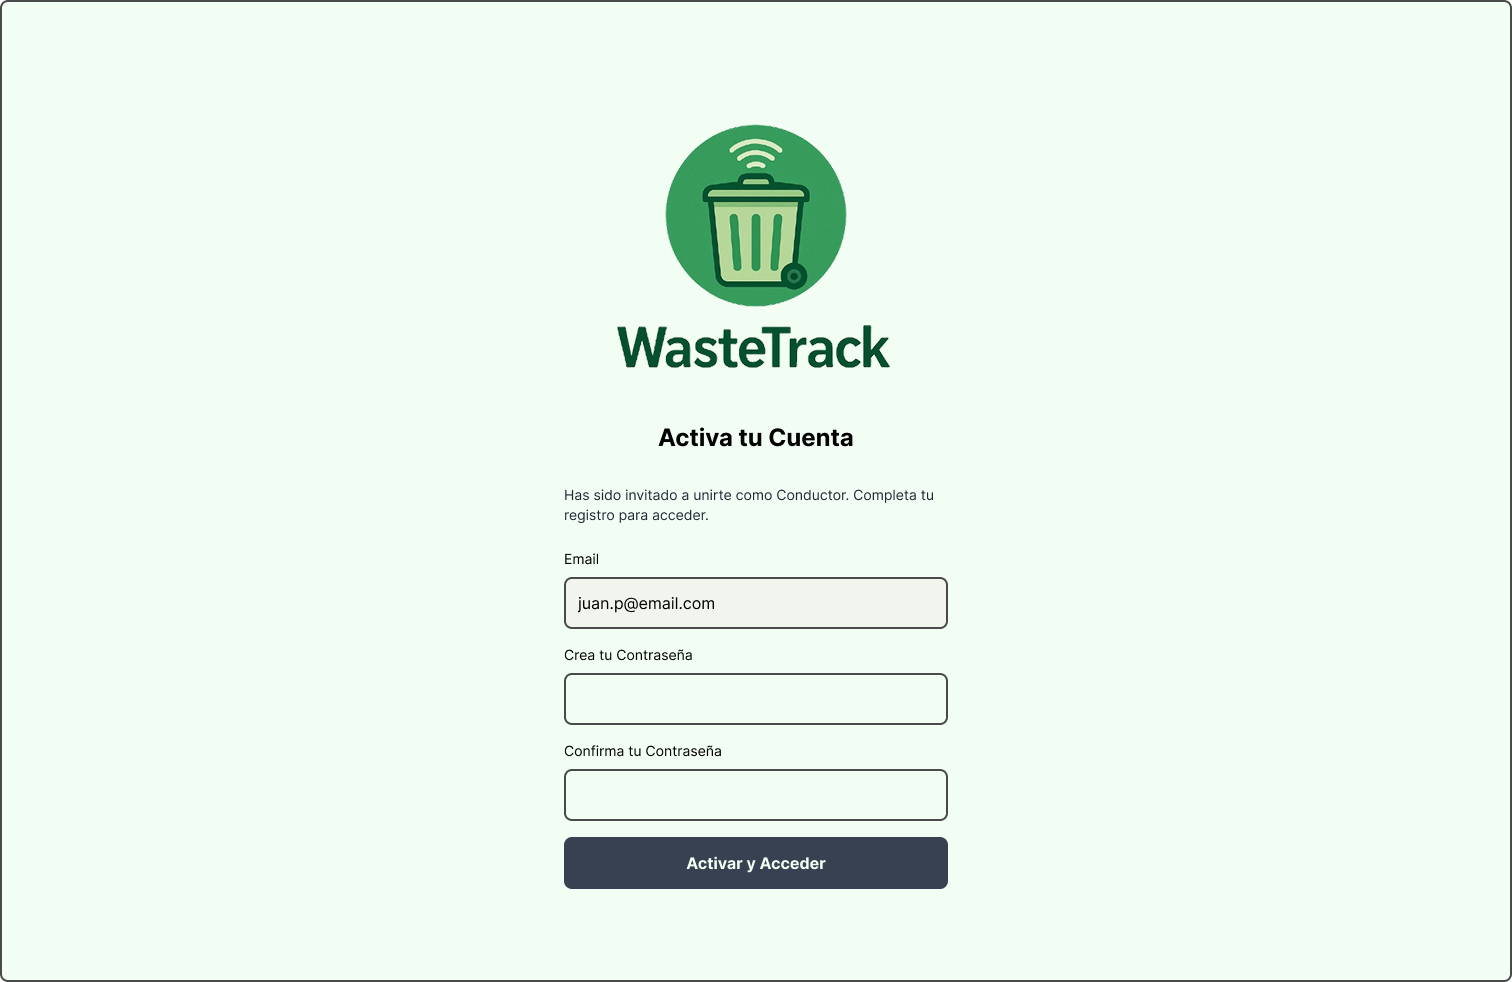 WasteTrack
Activa tu Cuenta
Has sido invitado a unirte como Conductor. Completa tu
registro para acceder.
Email
juan.p@email.com
Crea tu Contraseña
Confirma tu Contraseña
Activar y Acceder